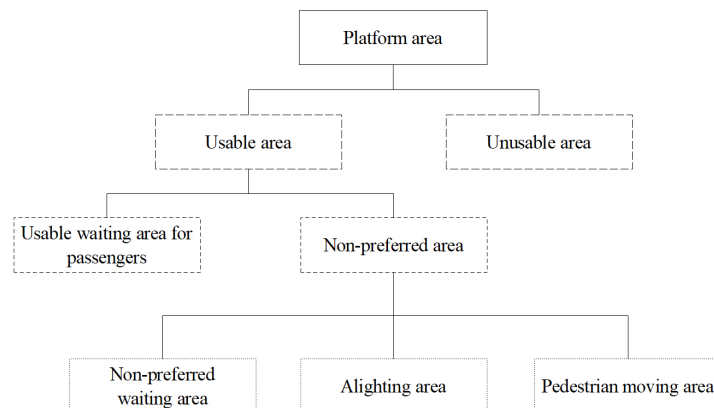 Platform area
Usable area
Unusable area
Usable waiting area for
passengers
Non-preferred area
Non-preferred
waiting area
Alighting area
Pedestrian moving area